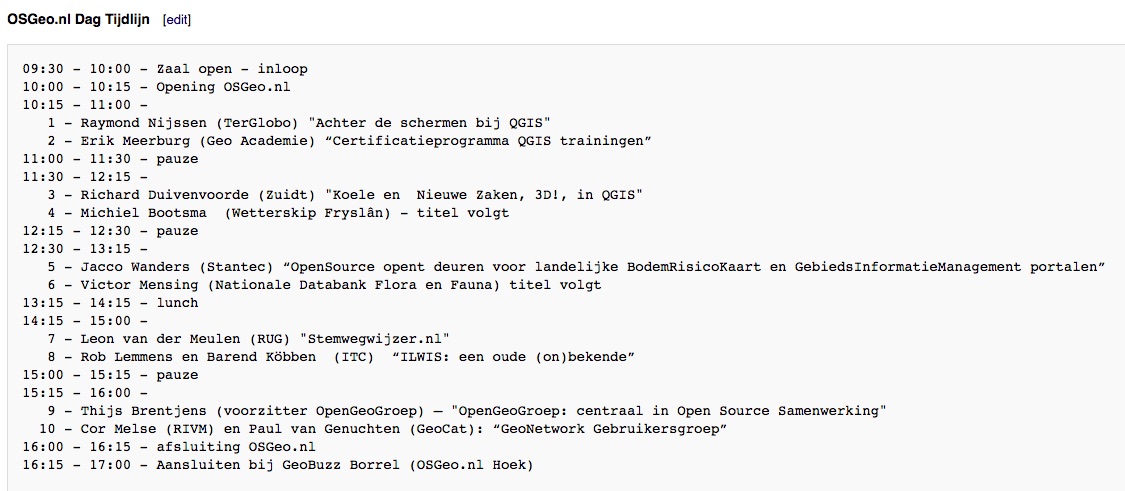 OSGeo.nl Dag Tijdlijn [edit]
09:30 - 10:00 - Zaal open - inloop
10:00 - 10:15 - Opening OSGeo.nl
10:15 - 11:00 -
1 - Raymond Nijssen (TerGlobo) "Achter de schermen bij QGIS"
2 - Erik Meerburg (Geo Academie) “Certificatieprogramma QGIS trainingen”
11:00 - 11:30 - pauze
11:30 - 12:15 -
3 - Richard Duivenvoorde (Zuidt) "Koele en  Nieuwe Zaken, 3D!, in QGIS"
4 - Michiel Bootsma  (Wetterskip Fryslân) - titel volgt
12:15 - 12:30 - pauze
12:30 - 13:15 -
5 - Jacco Wanders (Stantec) “OpenSource opent deuren voor landelijke BodemRisicoKaart en GebiedsInformatieManagement portalen”
6 - Victor Mensing (Nationale Databank Flora en Fauna) titel volgt
13:15 - 14:15 - lunch
14:15 - 15:00 -
7 - Leon van der Meulen (RUG) "Stemwegwijzer.nl"
8 - Rob Lemmens en Barend Köbben  (ITC)  “ILWIS: een oude (on)bekende”
15:00 - 15:15 - pauze
15:15 - 16:00 -
9 - Thijs Brentjens (voorzitter OpenGeoGroep) — "OpenGeoGroep: centraal in Open Source Samenwerking"
10 - Cor Melse (RIVM) en Paul van Genuchten (GeoCat): “GeoNetwork Gebruikersgroep”
16:00 - 16:15 - afsluiting OSGeo.nl
16:15 - 17:00 - Aansluiten bij GeoBuzz Borrel (OSGeo.nl Hoek)